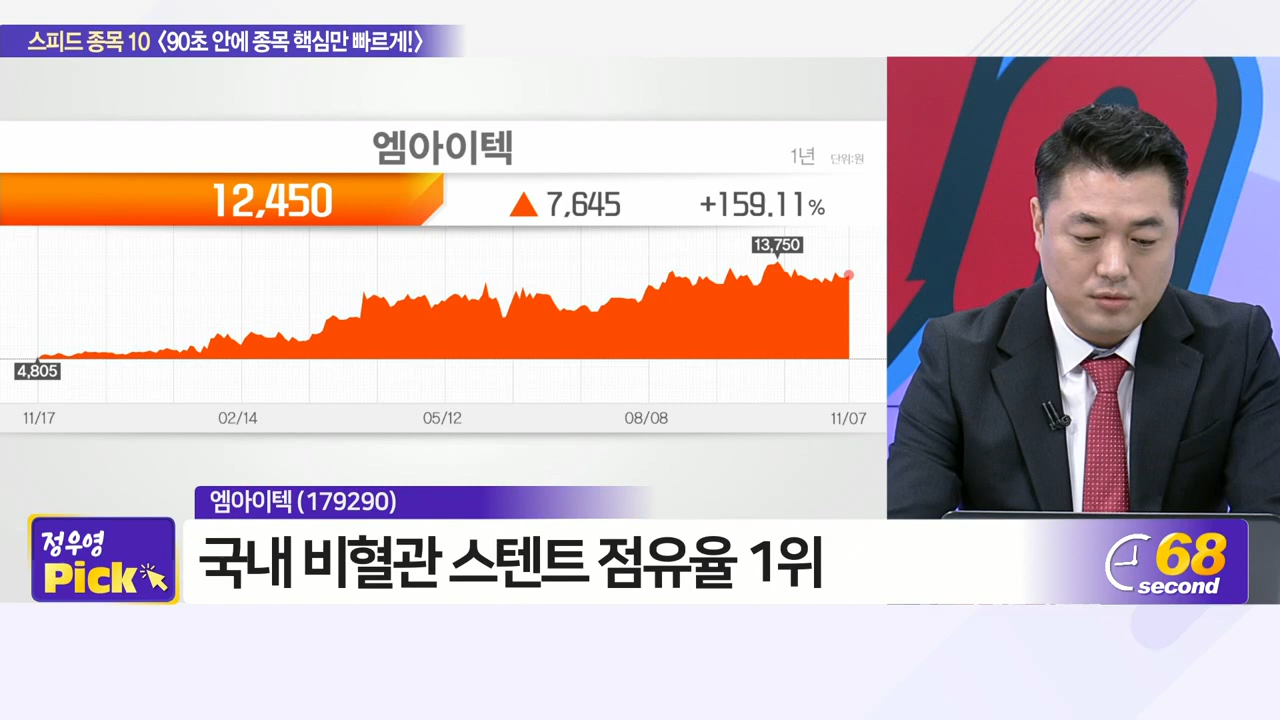 스피드 종목 10 〈90초 안에 종목 핵심만 빠르게!〉
엠아이텍
1년 단위:원
12,450 ▲ 7,645 +159.11%
13,750
4,805
11/17 02/14 05/12 08/08 11/07
엠아이텍 (179290)
정우영
Pick
국내 비혈관 스텐트 점유율 1위
68
second